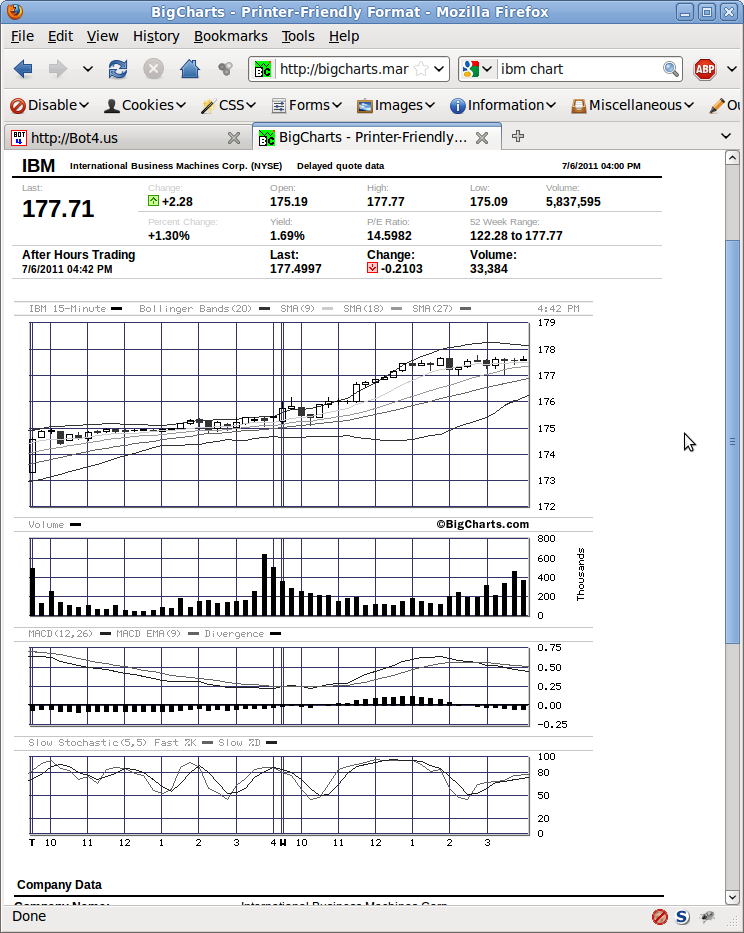 BigCharts - Printer-Friendly Format - Mozilla Firefox
File Edit View History Bookmarks Tools Help
http://bigcharts.mar ibm chart ABP
Disable Cookies CSS Forms Images Information Miscellaneous Ou
BOT 4 http://Bot4.us BC BigCharts - Printer-Friendly...
IBM International Business Machines Corp. (NYSE) Delayed quote data 7/6/2011 04:00 PM
Last: Change: Open: High: Low: Volume:
177.71 +2.28 175.19 177.77 175.09 5,837,595
Percent Change: Yield: P/E Ratio: 52 Week Range:
+1.30% 1.69% 14.5982 122.28 to 177.77
After Hours Trading Last: Change: Volume:
7/6/2011 04:42 PM 177.4997 -0.2103 33,384
IBM 15-Minute Bollinger Bands(20) SMA(9) SMA(18) SMA(27) 4:42 PM
179
178
177
176
175
174
173
172
Volume ©BigCharts.com
800
600
400
200
0
Thousands
MACD(12,26) MACD EMA(9) Divergence
0.75
0.50
0.25
0.00
-0.25
Slow Stochastic(5,5) Fast %K Slow %D
100
80
50
20
0
T 10 11 12 1 2 3 4 W 10 11 12 1 2 3
Company Data
Company Name: International Business Machines Corp.
Done